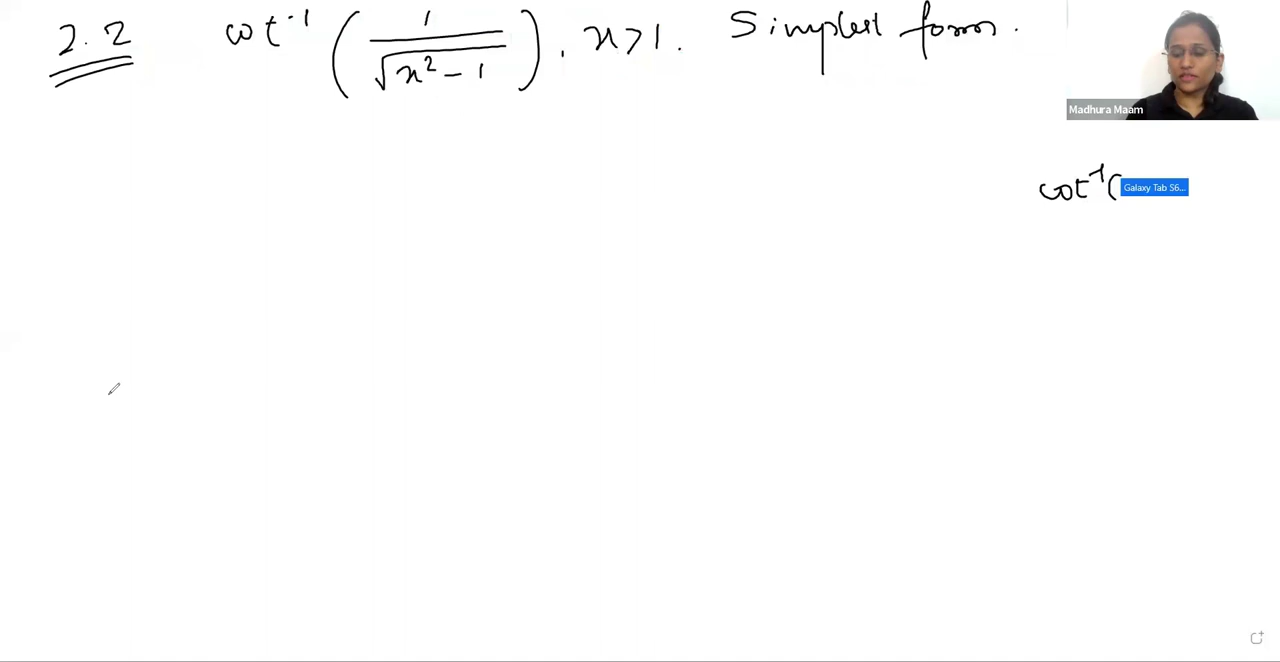 2.2 cot⁻¹ (1/√(x²-1)), x>1. Simplest form.
Madhura Maam
cot⁻¹(
Galaxy Tab S6...